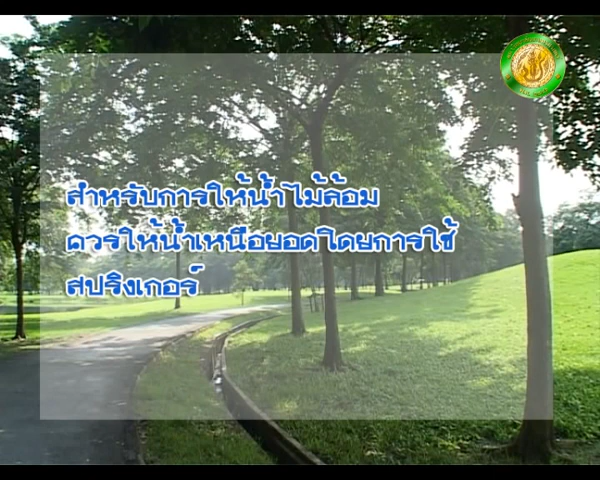 สำหรับการให้น้ำไม้ล้อม
ควรให้น้ำเหนือยอดโดยการใช้
สปริงเกอร์